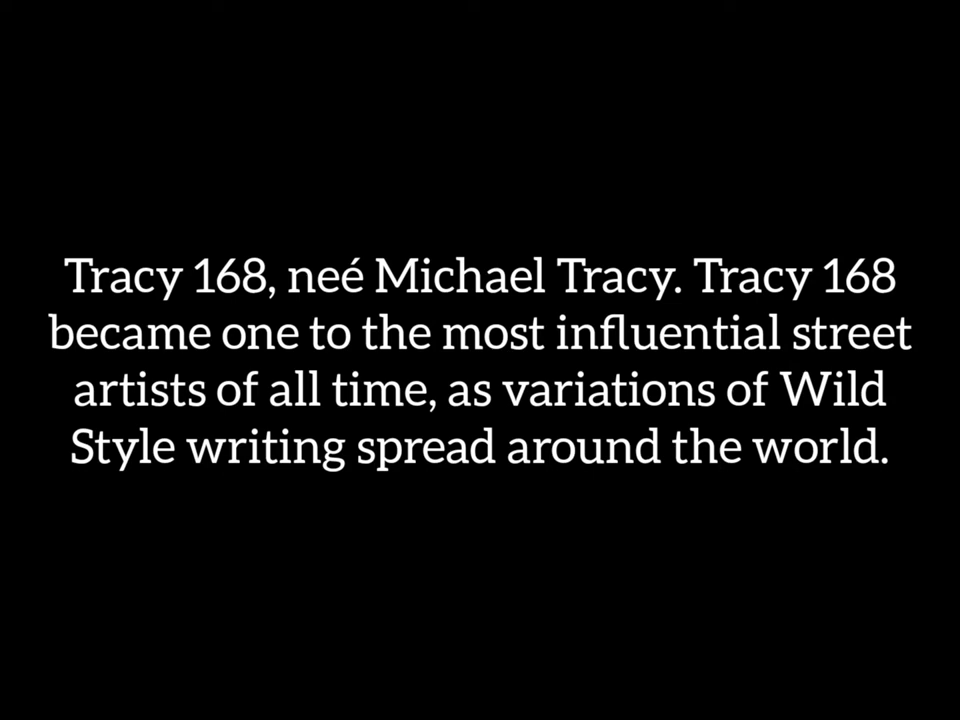 Tracy 168, neé Michael Tracy. Tracy 168
became one to the most influential street
artists of all time, as variations of Wild
Style writing spread around the world.